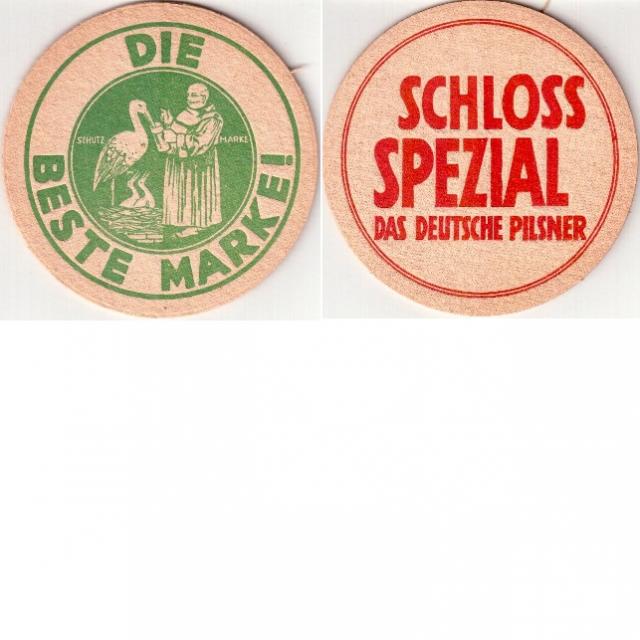 DIE
SCHUTZ MARKE
BESTE MARKE!
SCHLOSS
SPEZIAL
DAS DEUTSCHE PILSNER